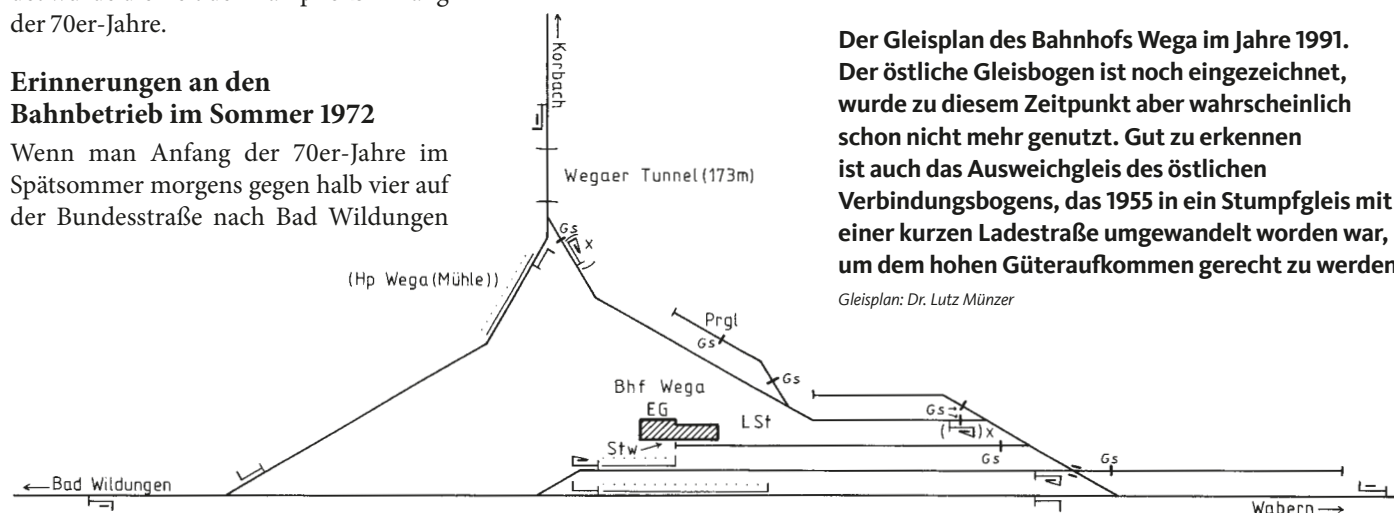 der 70er-Jahre.
Erinnerungen an den
Bahnbetrieb im Sommer 1972
Wenn man Anfang der 70er-Jahre im
Spätsommer morgens gegen halb vier auf
der Bundesstraße nach Bad Wildungen
Der Gleisplan des Bahnhofs Wega im Jahre 1991.
Der östliche Gleisbogen ist noch eingezeichnet,
wurde zu diesem Zeitpunkt aber wahrscheinlich
schon nicht mehr genutzt. Gut zu erkennen
ist auch das Ausweichgleis des östlichen
Verbindungsbogens, das 1955 in ein Stumpfgleis mit
einer kurzen Ladestraße umgewandelt worden war,
um dem hohen Güteraufkommen gerecht zu werden
Gleisplan: Dr. Lutz Münzer
←Korbach
Wegaer Tunnel (173m)
Gs
x
(Hp Wega (Mühle))
Prgl
Gs
Gs
Bhf Wega
EG
LSt
Gs→
( ) x
Stw→
Gs
Gs
←Bad Wildungen
Wabern→